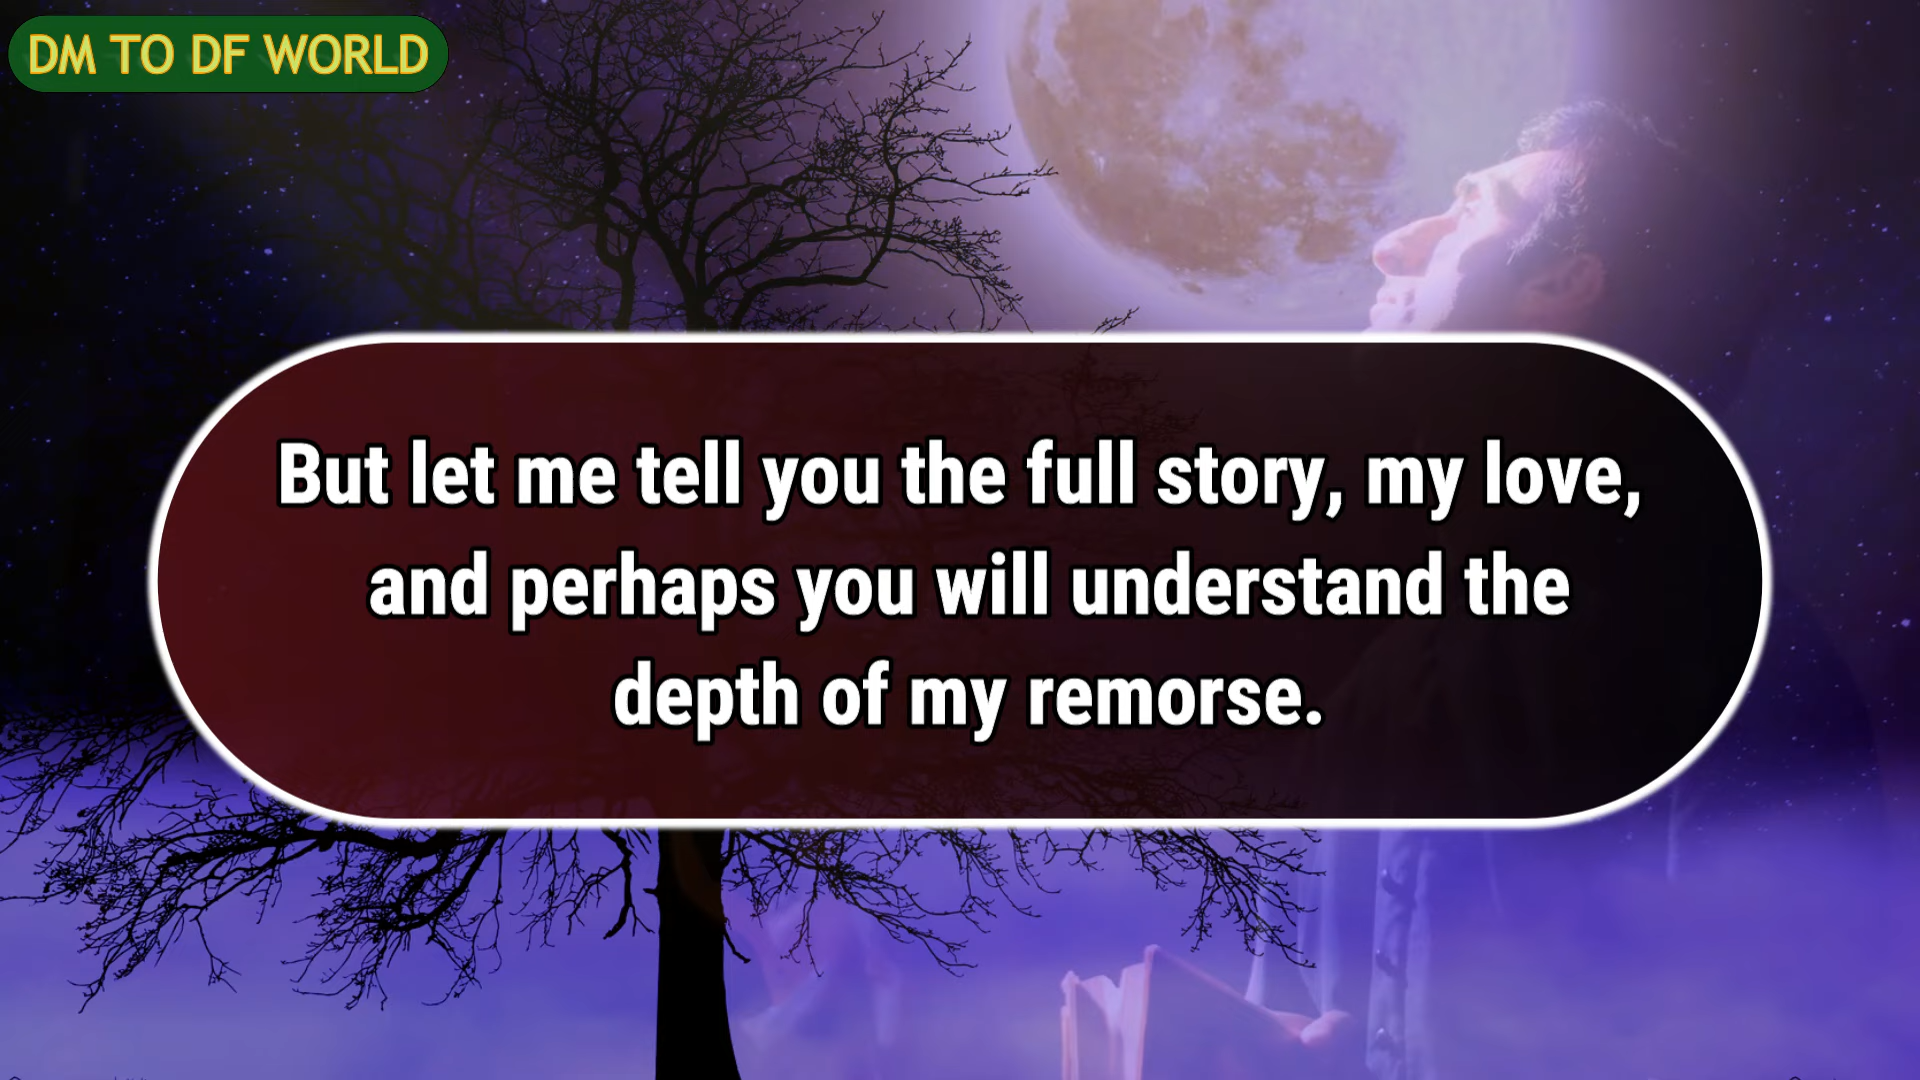 DM TO DF WORLD
But let me tell you the full story, my love,
and perhaps you will understand the
depth of my remorse.